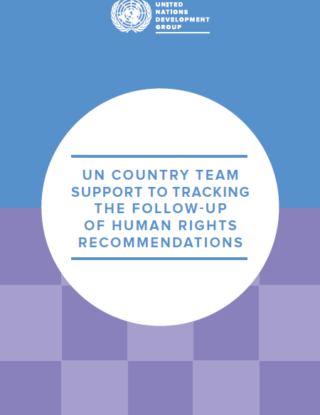 UNITED
NATIONS
DEVELOPMENT
GROUP
UN COUNTRY TEAM
SUPPORT TO TRACKING
THE FOLLOW-UP
OF HUMAN RIGHTS
RECOMMENDATIONS